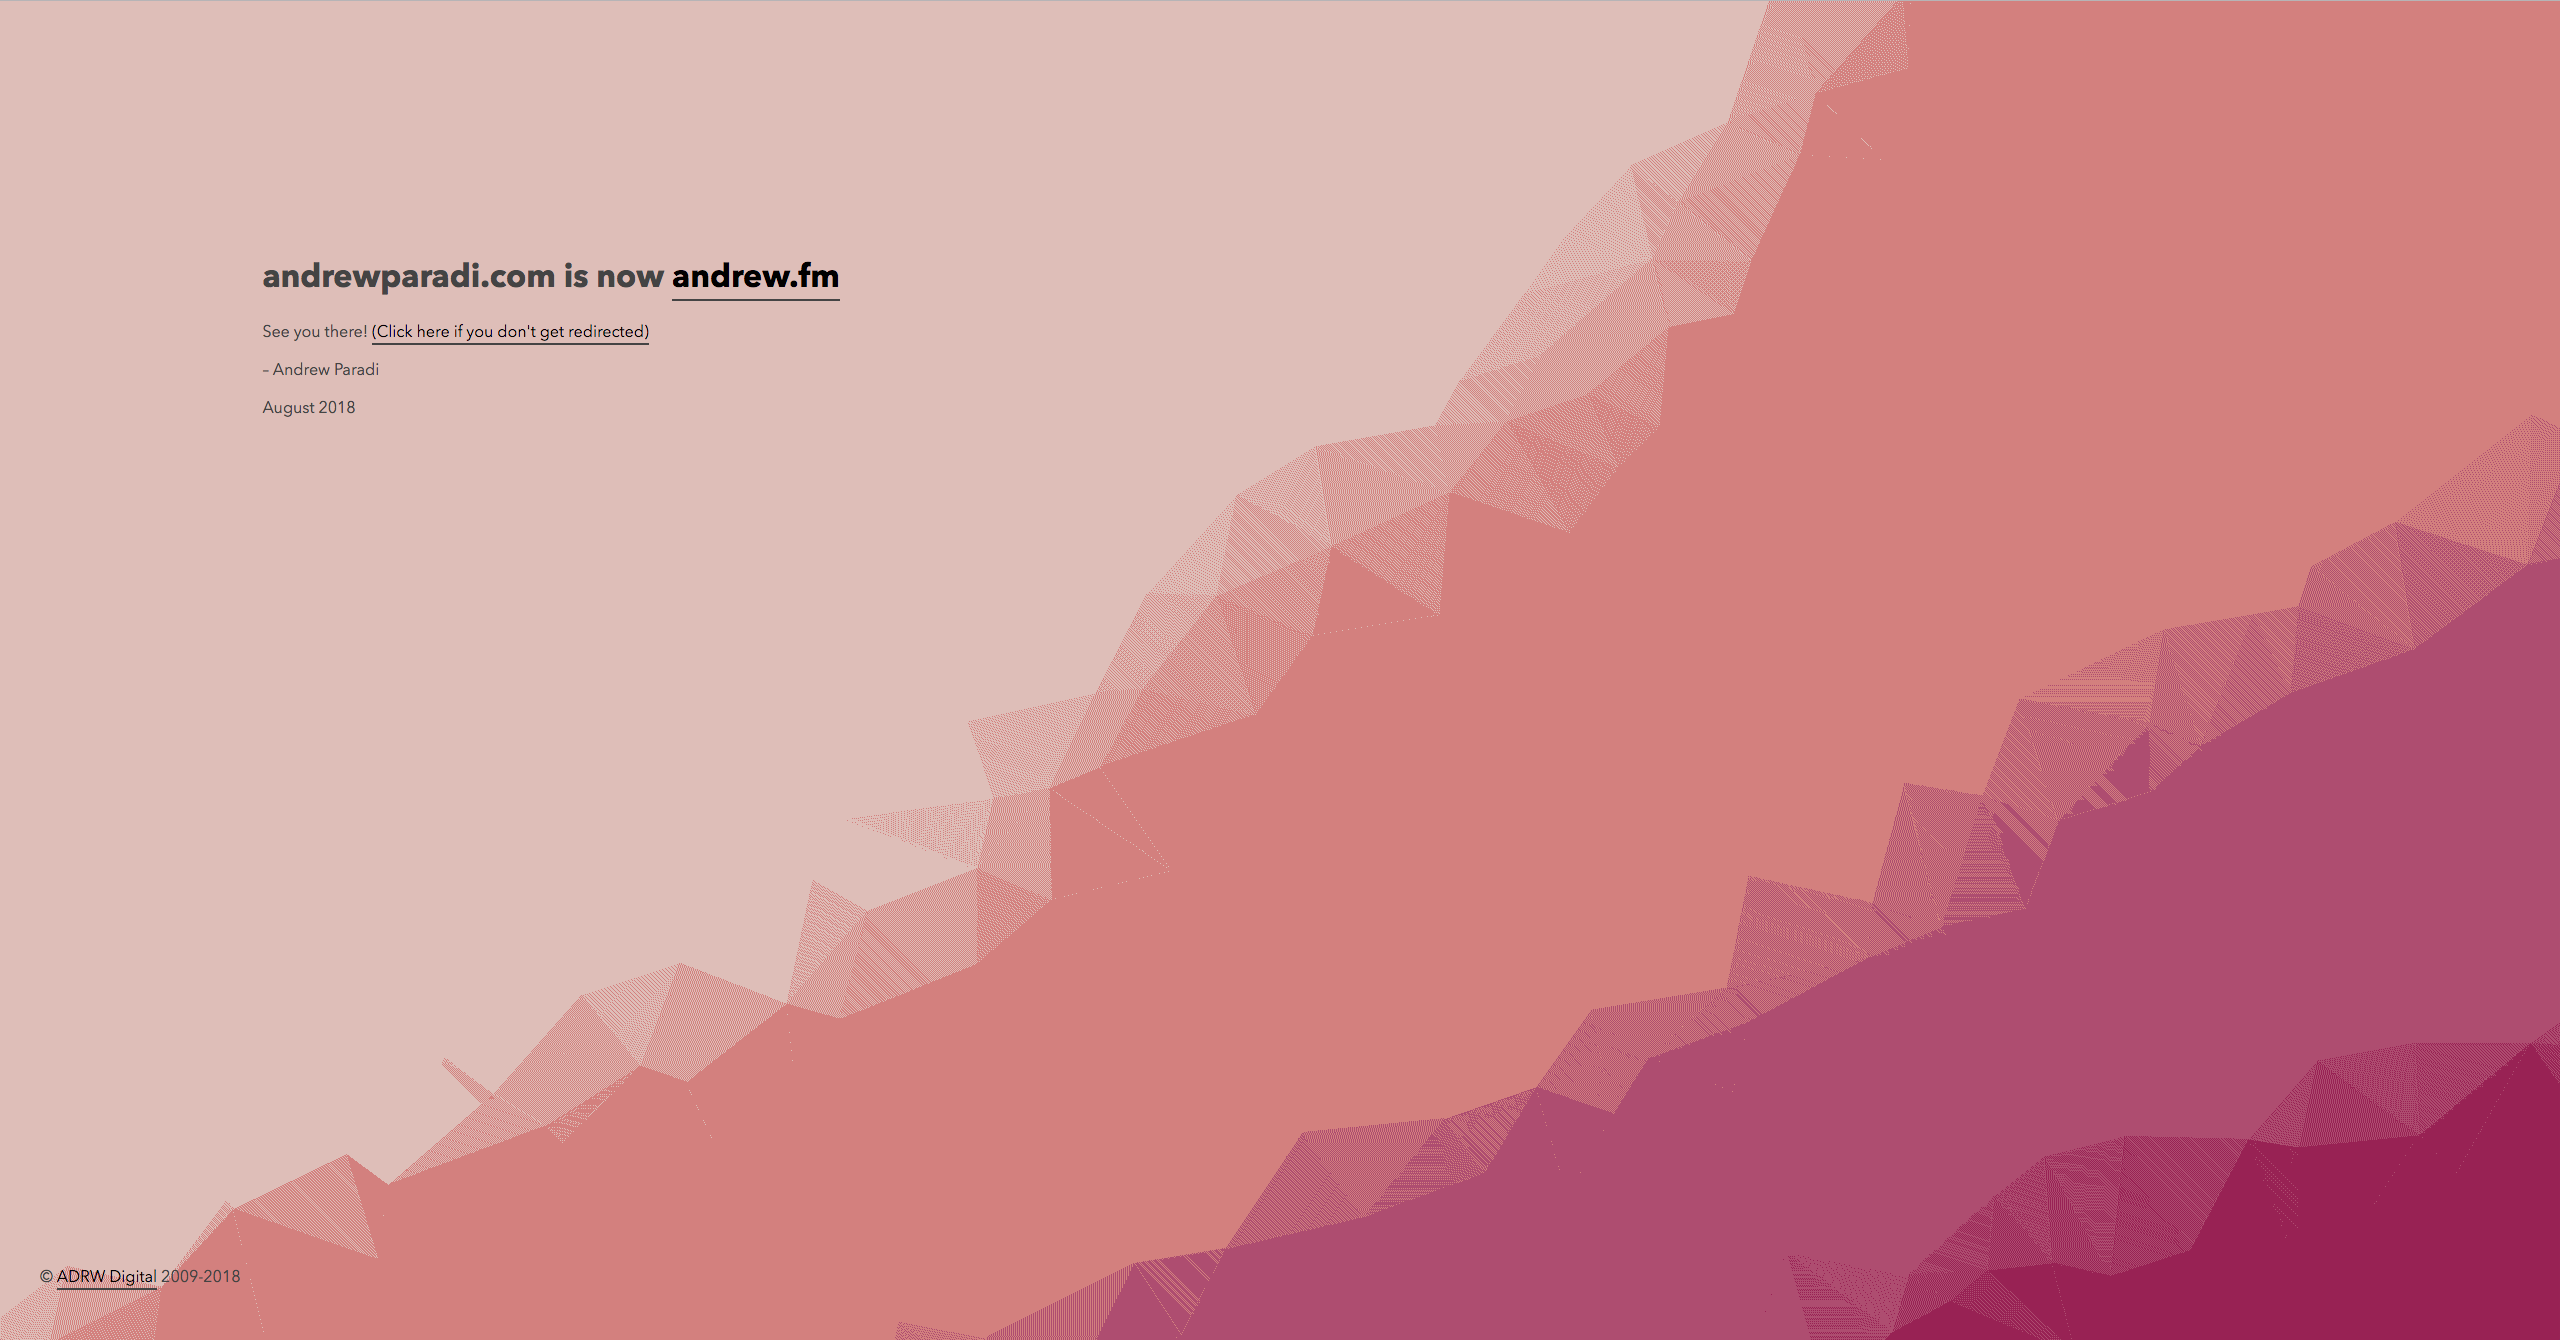 andrewparadi.com is now andrew.fm
See you there! (Click here if you don't get redirected)
– Andrew Paradi
August 2018
© ADRW Digital 2009-2018